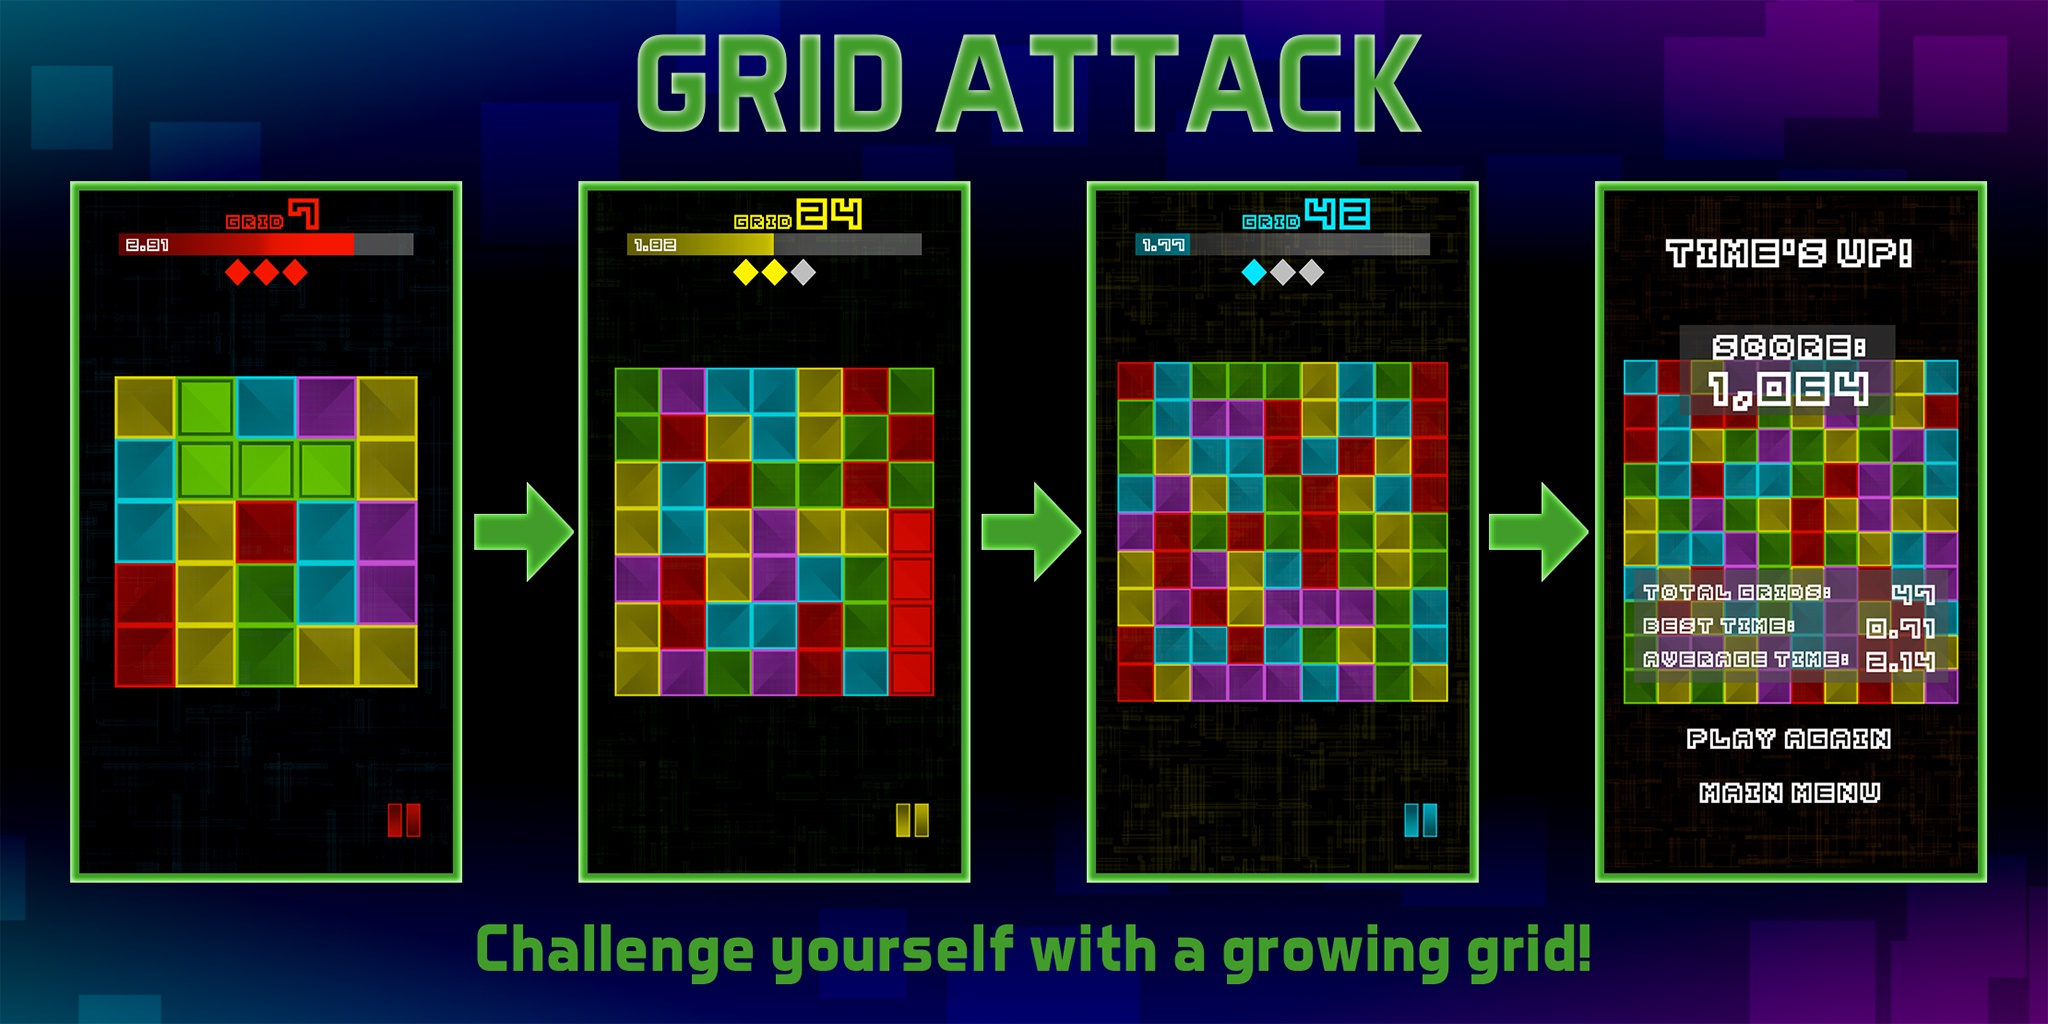 GRID ATTACK
GRID 7
2.91
GRID 24
1.82
GRID 42
1.77
TIME'S UP!
SCORE:
1,064
TOTAL GRIDS: 47
BEST TIME: 0.71
AVERAGE TIME: 2.14
PLAY AGAIN
MAIN MENU
Challenge yourself with a growing grid!